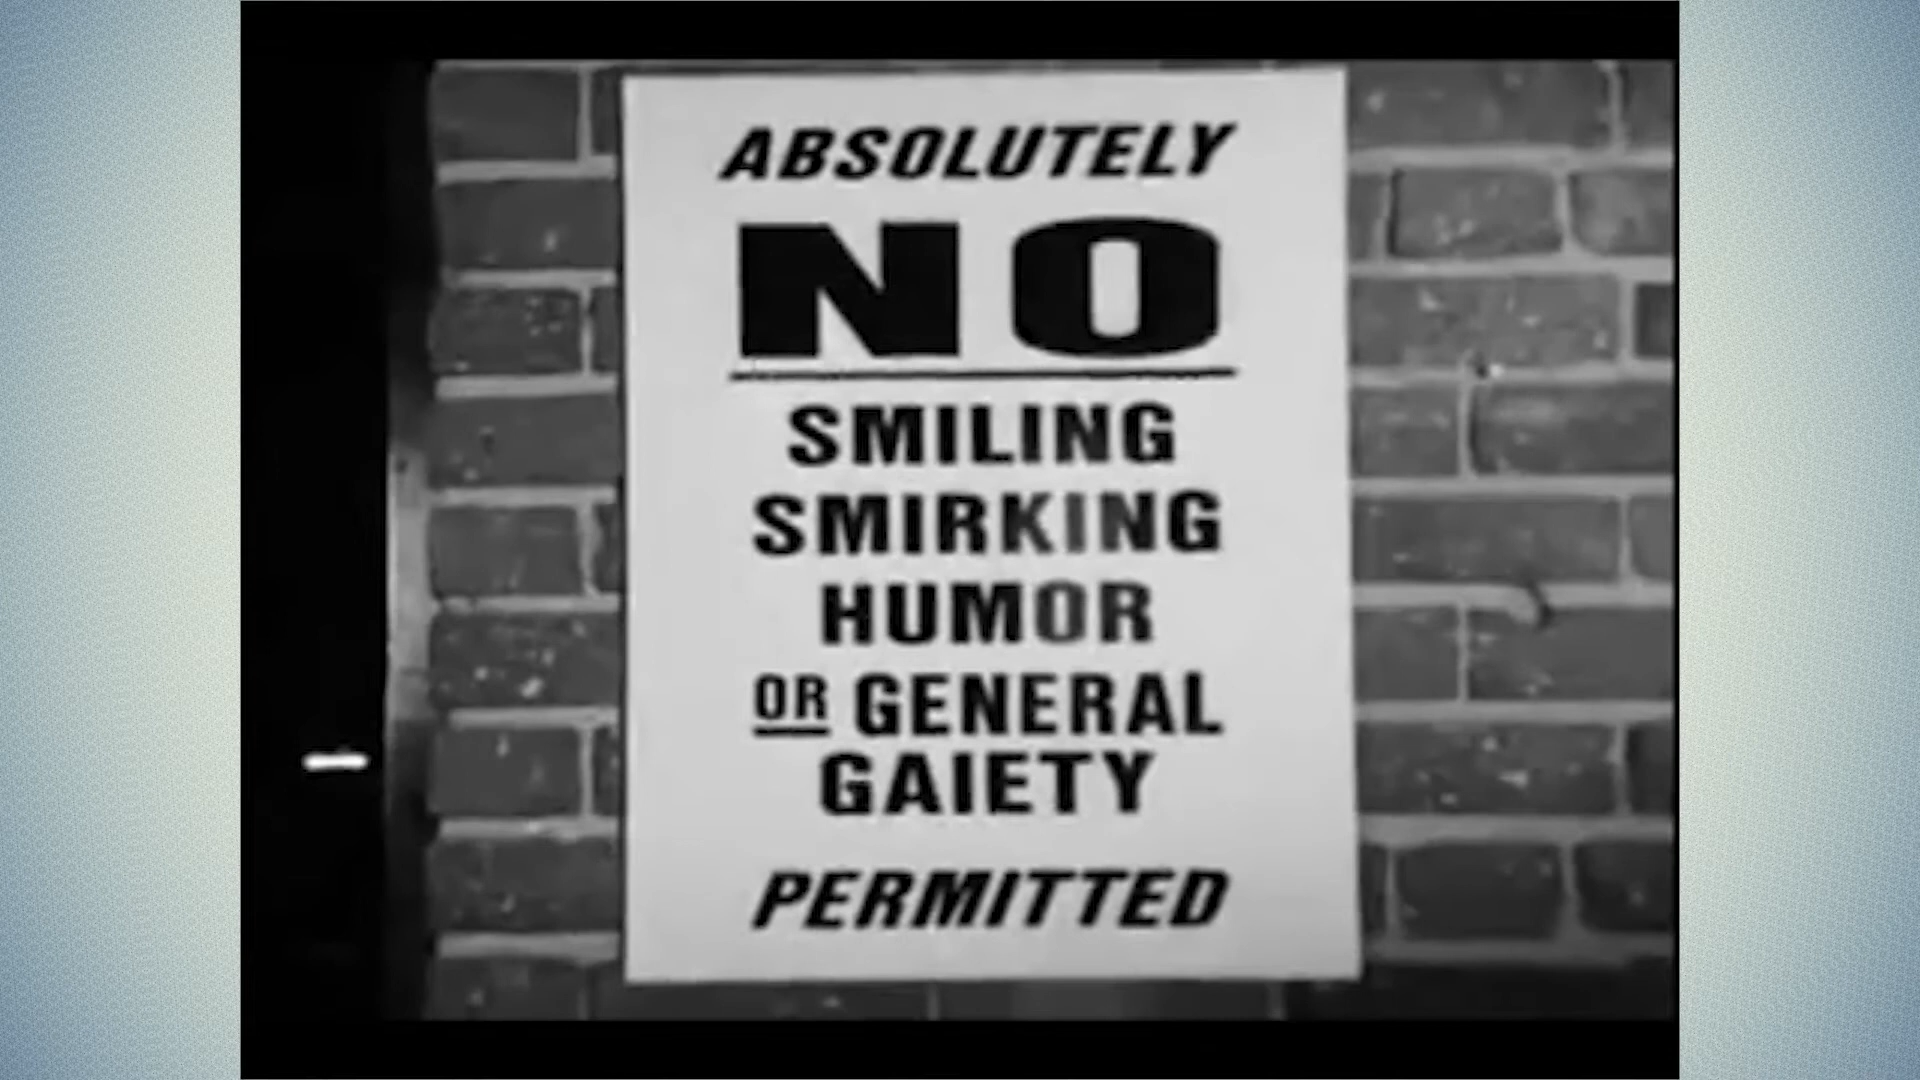 ABSOLUTELY
NO
SMILING
SMIRKING
HUMOR
OR GENERAL
GAIETY
PERMITTED